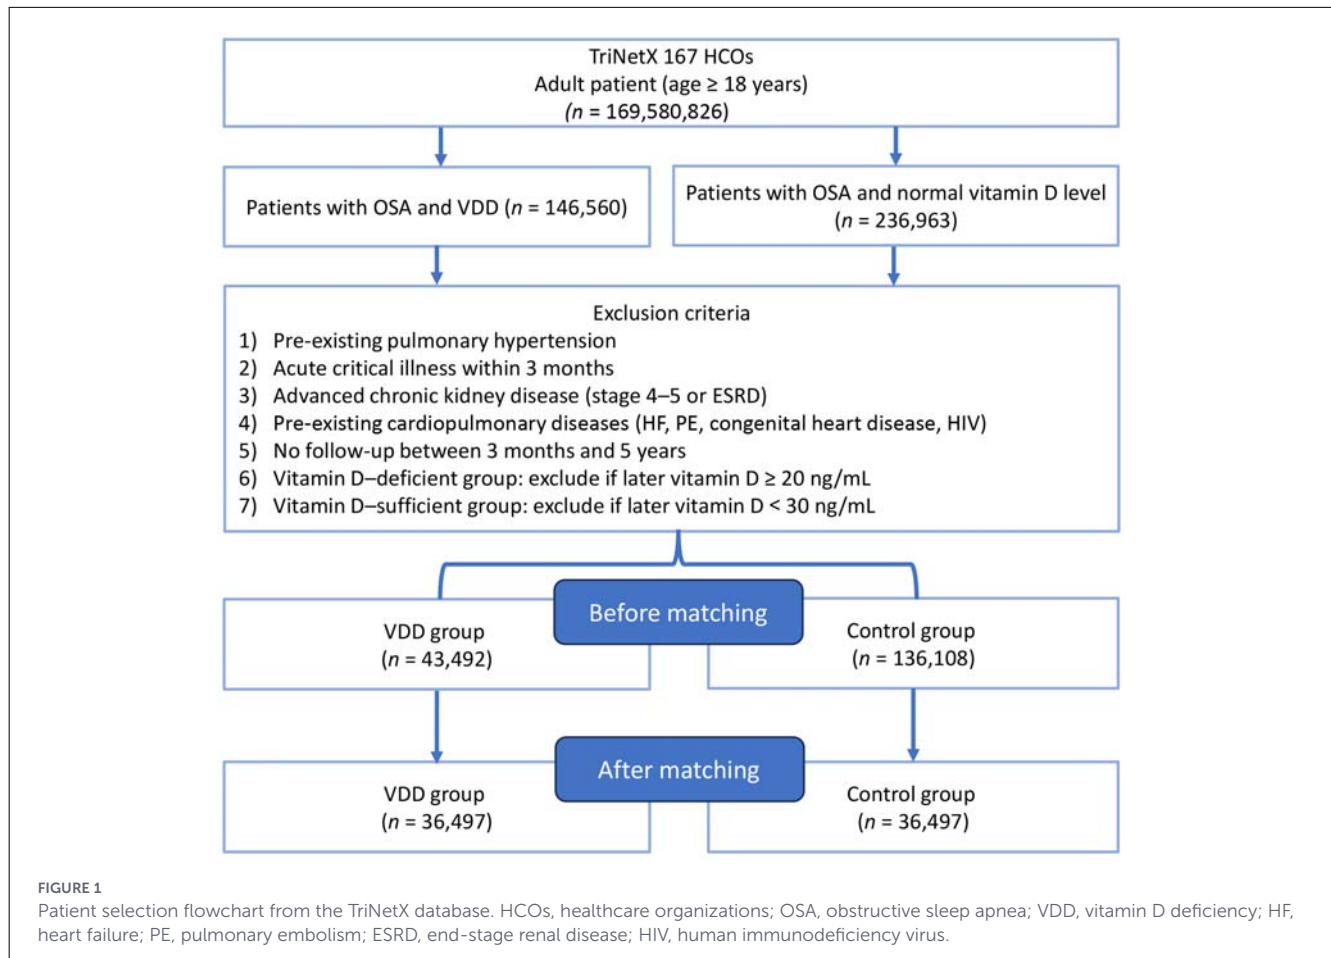 TriNetX 167 HCOs
Adult patient (age ≥ 18 years)
(n = 169,580,826)
Patients with OSA and VDD (n = 146,560)
Patients with OSA and normal vitamin D level
(n = 236,963)
Exclusion criteria
1) Pre-existing pulmonary hypertension
2) Acute critical illness within 3 months
3) Advanced chronic kidney disease (stage 4–5 or ESRD)
4) Pre-existing cardiopulmonary diseases (HF, PE, congenital heart disease, HIV)
5) No follow-up between 3 months and 5 years
6) Vitamin D–deficient group: exclude if later vitamin D ≥ 20 ng/mL
7) Vitamin D–sufficient group: exclude if later vitamin D < 30 ng/mL
Before matching
VDD group
(n = 43,492)
Control group
(n = 136,108)
After matching
VDD group
(n = 36,497)
Control group
(n = 36,497)
FIGURE 1
Patient selection flowchart from the TriNetX database. HCOs, healthcare organizations; OSA, obstructive sleep apnea; VDD, vitamin D deficiency; HF,
heart failure; PE, pulmonary embolism; ESRD, end-stage renal disease; HIV, human immunodeficiency virus.